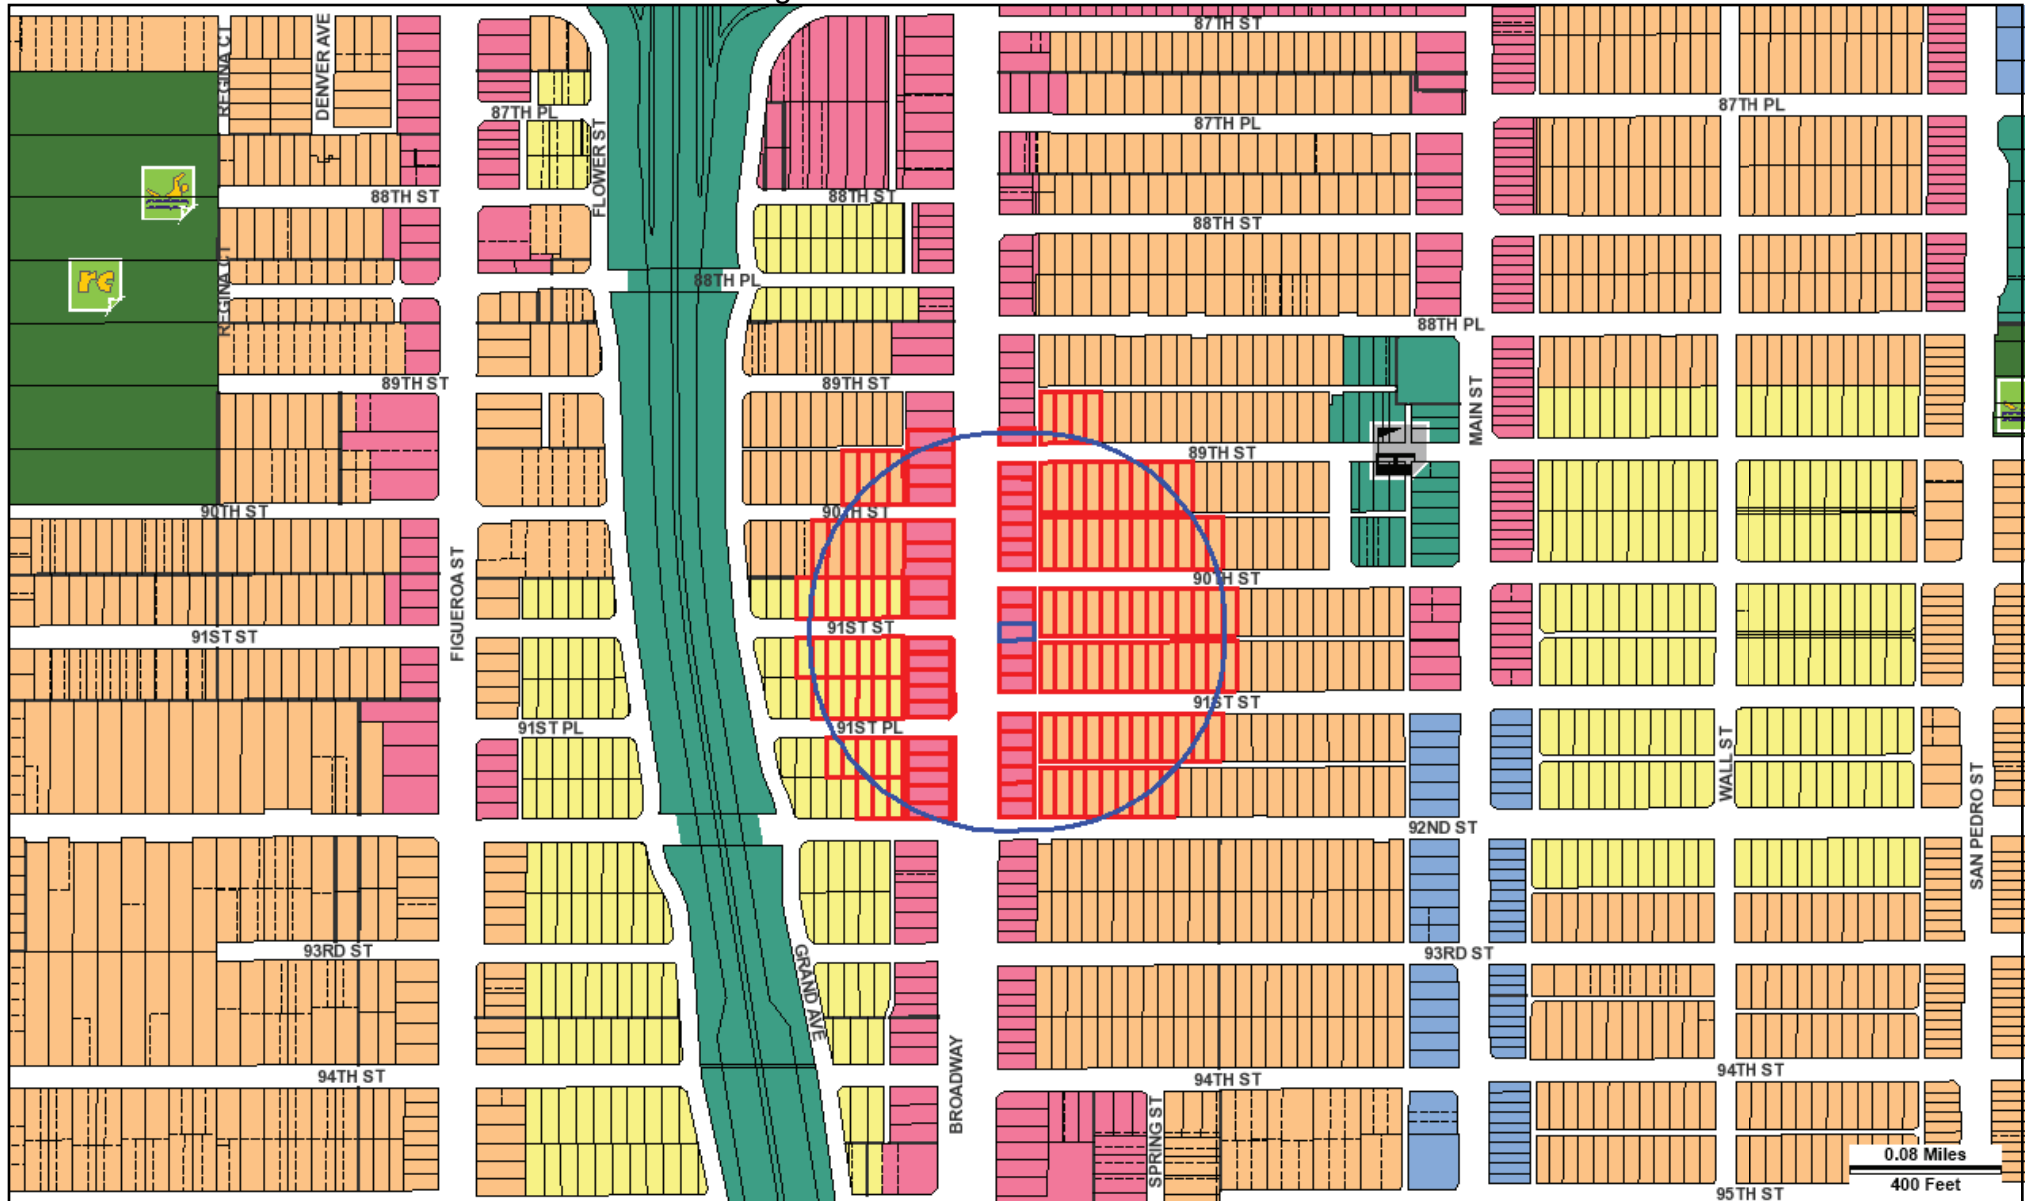 87TH ST
REGINA CT
DENVER AVE
87TH PL
87TH PL
87TH PL
FLOWER ST
88TH ST
88TH ST
88TH ST
rc
REGINA CT
88TH PL
88TH PL
89TH ST
89TH ST
MAIN ST
89TH ST
90TH ST
90TH ST
FIGUEROA ST
90TH ST
91ST ST
91ST ST
91ST ST
91ST PL
91ST PL
WALL ST
SAN PEDRO ST
92ND ST
93RD ST
GRAND AVE
93RD ST
BROADWAY
94TH ST
94TH ST
94TH ST
SPRING ST
0.08 Miles
400 Feet
95TH ST